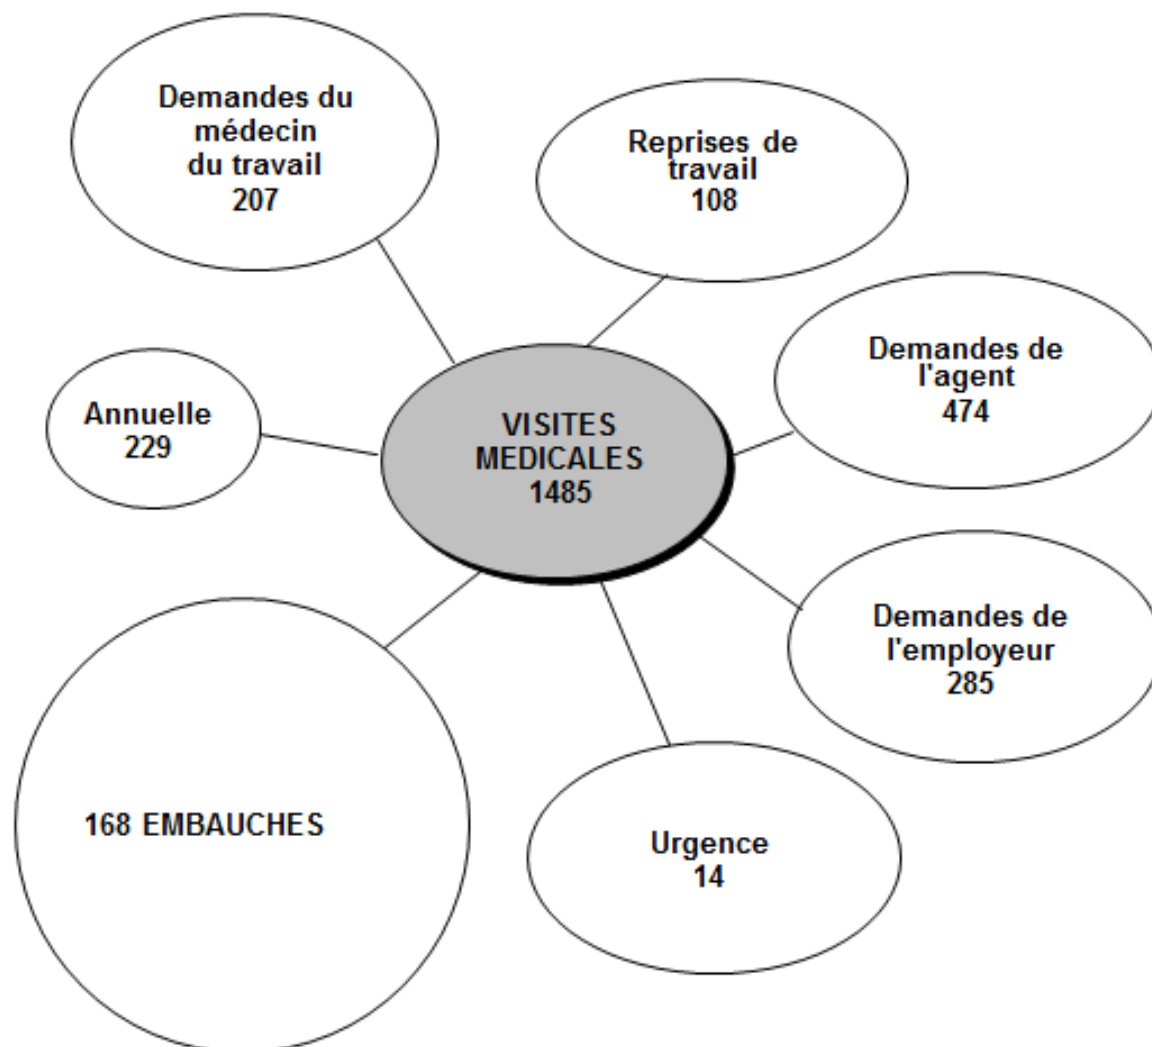 Demandes du
médecin
du travail
207
Reprises de
travail
108
Demandes de
l'agent
474
Annuelle
229
VISITES
MEDICALES
1485
Demandes de
l'employeur
285
168 EMBAUCHES
Urgence
14